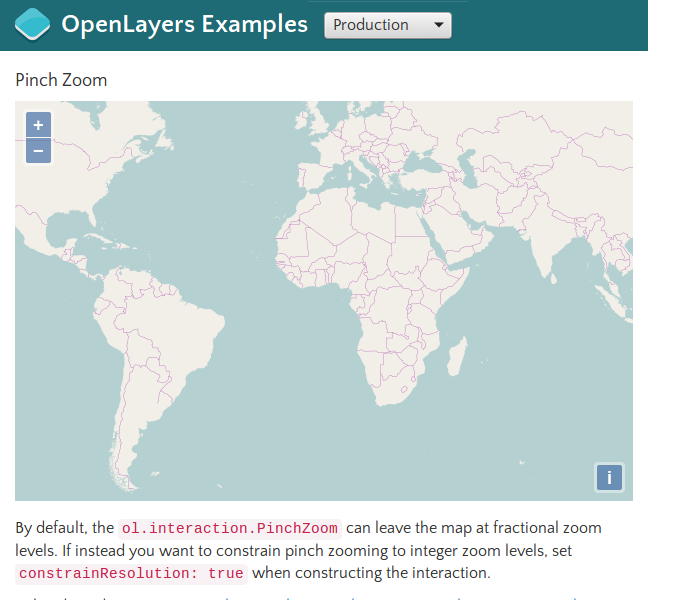 OpenLayers Examples
Production
Pinch Zoom
+
−
i
By default, the ol.interaction.PinchZoom can leave the map at fractional zoom
levels. If instead you want to constrain pinch zooming to integer zoom levels, set
constrainResolution: true when constructing the interaction.